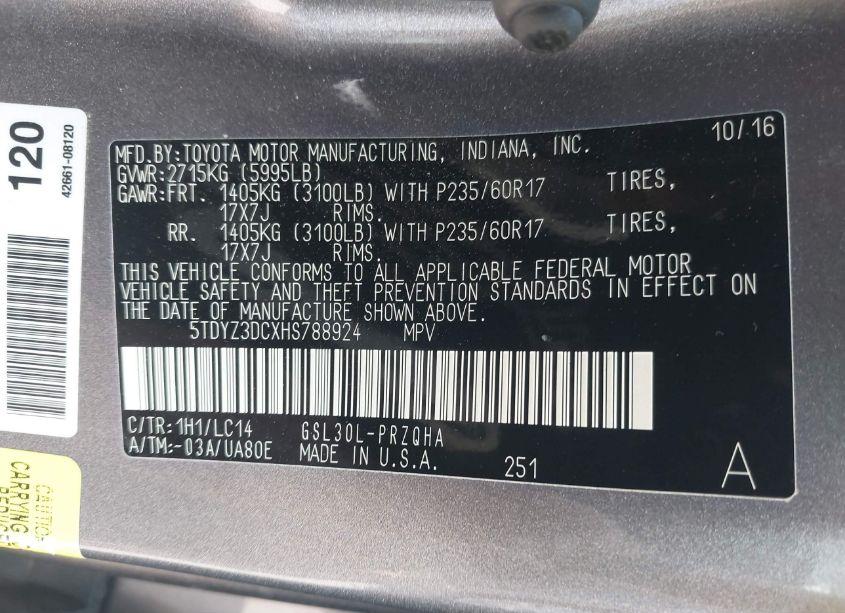 120
42661-08120
10/16
MFD.BY:TOYOTA MOTOR MANUFACTURING, INDIANA, INC.
GVWR:2715KG (5995LB)
GAWR:FRT. 1405KG (3100LB) WITH P235/60R17 TIRES,
17X7J RIMS.
RR. 1405KG (3100LB) WITH P235/60R17 TIRES,
17X7J RIMS.
THIS VEHICLE CONFORMS TO ALL APPLICABLE FEDERAL MOTOR
VEHICLE SAFETY AND THEFT PREVENTION STANDARDS IN EFFECT ON
THE DATE OF MANUFACTURE SHOWN ABOVE.
5TDYZ3DCXHS788924 MPV
C/TR:1H1/LC14 GSL30L-PRZQHA
A/TM:-03A/UA80E MADE IN U.S.A. 251
A
CARRYING